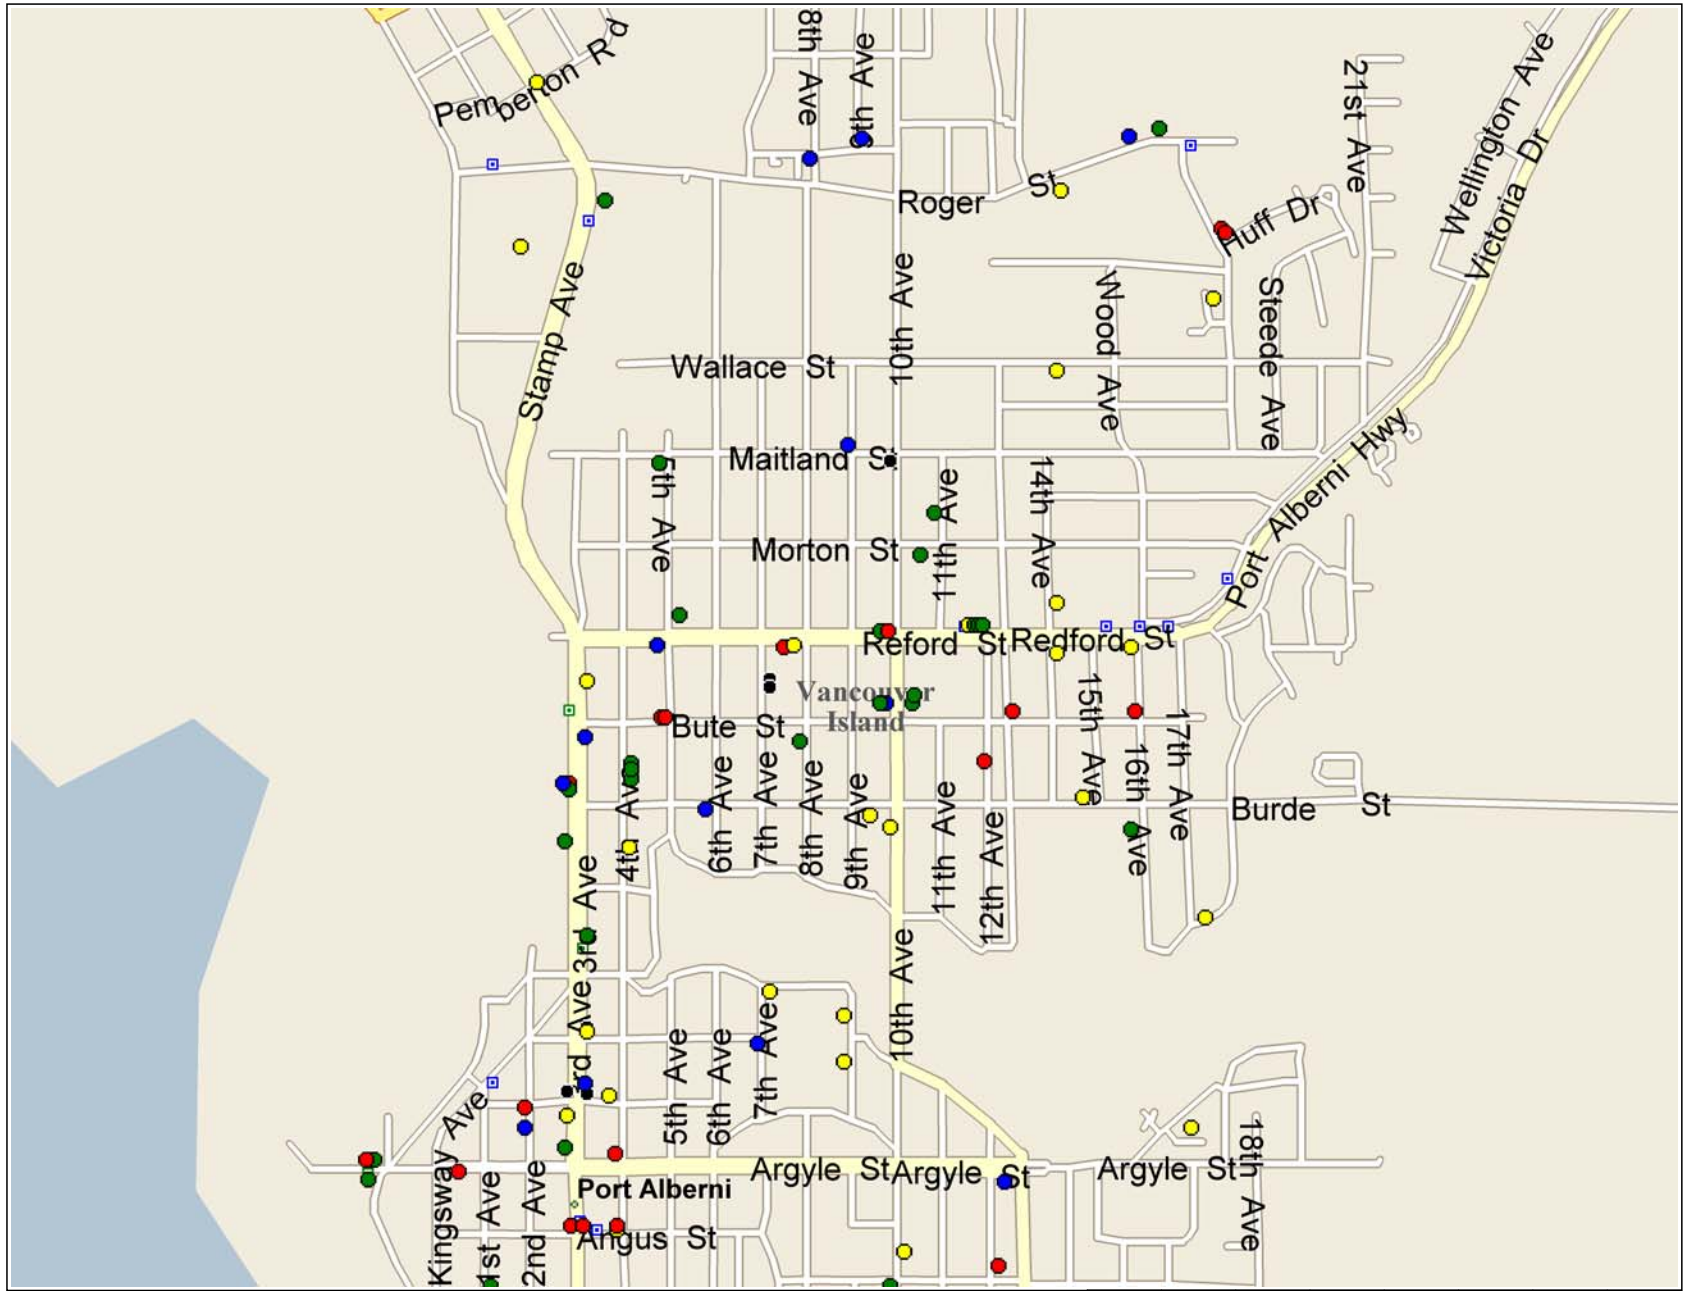 8th Ave
9th Ave
Pemberton Rd
21st Ave
Wellington Ave
Victoria Dr
Roger St
Huff Dr
Stamp Ave
10th Ave
Wood Ave
Steede Ave
Wallace St
Maitland St
5th Ave
11th Ave
14th Ave
Port Alberni Hwy
Morton St
Reford St
Redford St
Vancouver
Island
Bute St
15th Ave
17th Ave
16th Ave
4th Ave
6th Ave
7th Ave
8th Ave
9th Ave
11th Ave
12th Ave
Burde St
3rd Ave
10th Ave
3rd Ave
5th Ave
6th Ave
7th Ave
Kingsway Ave
1st Ave
2nd Ave
Argyle St
Argyle St
Argyle St
18th Ave
Port Alberni
Angus St